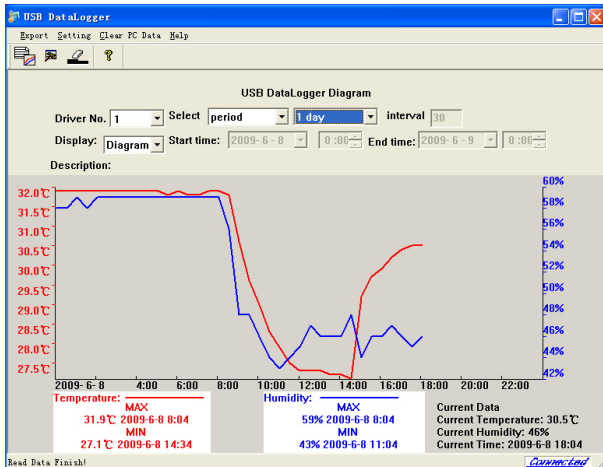 USB DataLogger
Export Setting Clear PC Data Help
USB DataLogger Diagram
Driver No. 1 Select period 1 day interval 30
Display: Diagram Start time: 2009- 6 - 8 0 :00 End time: 2009- 6 - 9 0 :00
Description:
32.0℃
31.5℃
31.0℃
30.5℃
30.0℃
29.5℃
29.0℃
28.5℃
28.0℃
27.5℃
60%
58%
56%
54%
52%
50%
48%
46%
44%
42%
2009- 6- 8 4:00 6:00 8:00 10:00 12:00 14:00 16:00 18:00 20:00 22:00
Temperature:
MAX
31.9℃ 2009-6-8 8:04
MIN
27.1℃ 2009-6-8 14:34
Humidity:
MAX
59% 2009-6-8 8:04
MIN
43% 2009-6-8 11:04
Current Data
Current Temperature: 30.5℃
Current Humidity: 46%
Current Time: 2009-6-8 18:04
Read Data Finish!
Connected